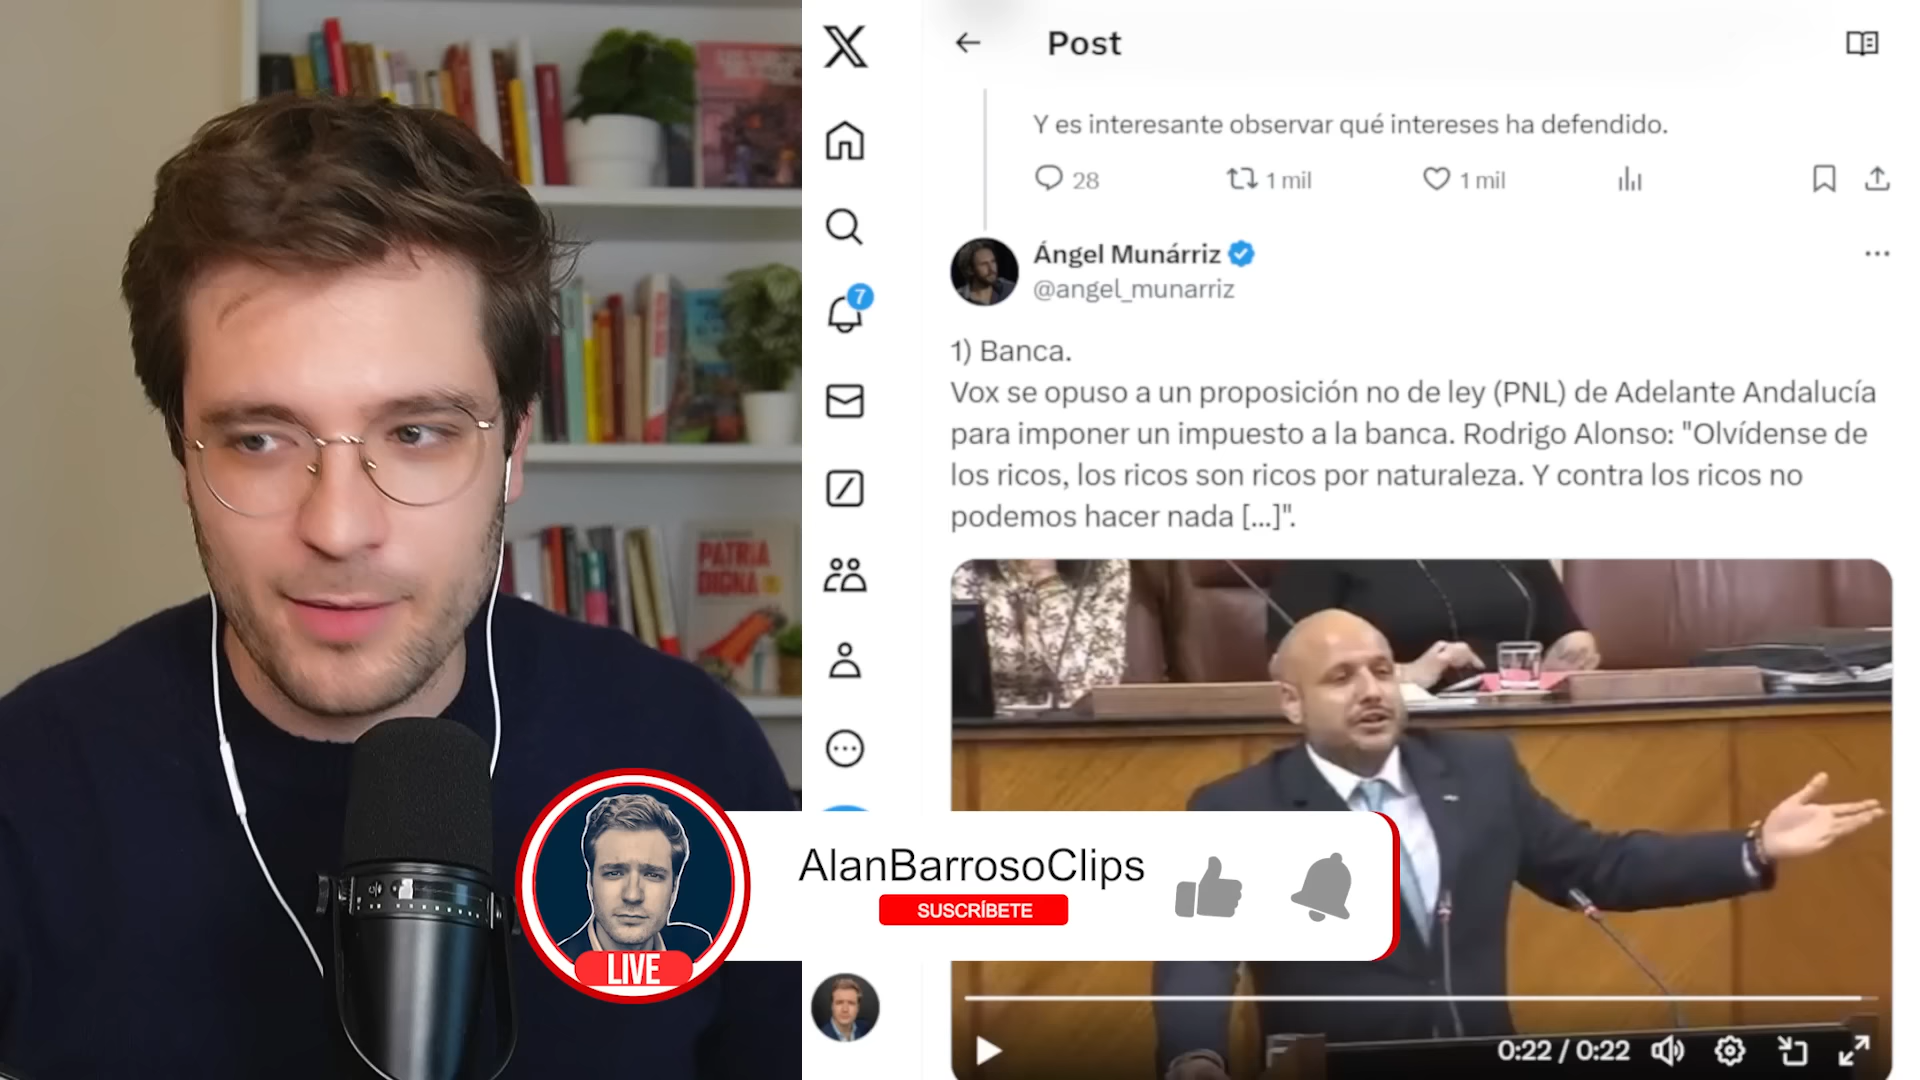 PATRIA
DIGNA
Post
Y es interesante observar qué intereses ha defendido.
28
1 mil
1 mil
7
Ángel Munárriz
@angel_munarriz
1) Banca.
Vox se opuso a un proposición no de ley (PNL) de Adelante Andalucía
para imponer un impuesto a la banca. Rodrigo Alonso: "Olvídense de
los ricos, los ricos son ricos por naturaleza. Y contra los ricos no
podemos hacer nada [...]".
AlanBarrosoClips
SUSCRÍBETE
LIVE
0:22 / 0:22